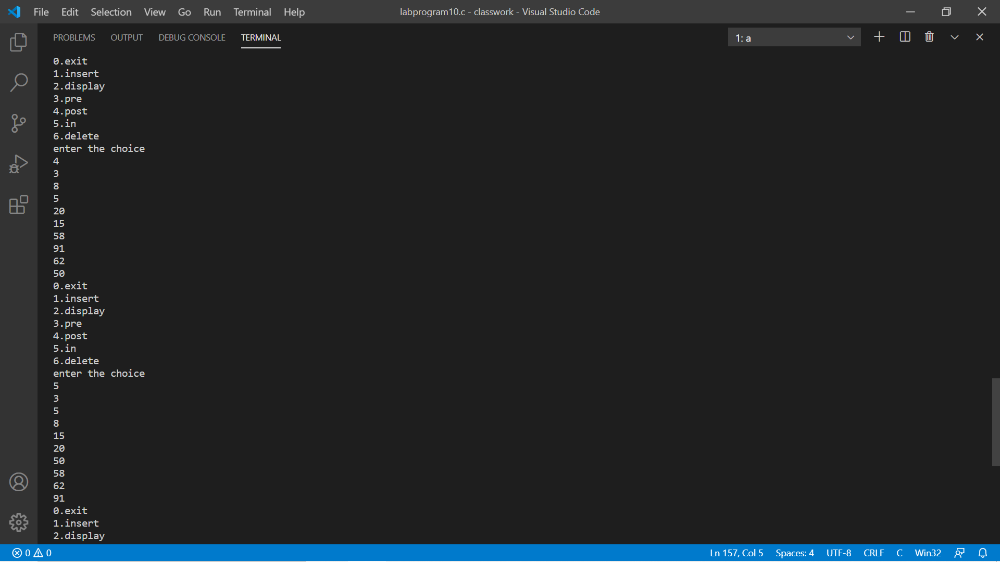 File Edit Selection View Go Run Terminal Help labprogram10.c - classwork - Visual Studio Code
PROBLEMS OUTPUT DEBUG CONSOLE TERMINAL 1: a
0.exit
1.insert
2.display
3.pre
4.post
5.in
6.delete
enter the choice
4
3
8
5
20
15
58
91
62
50
0.exit
1.insert
2.display
3.pre
4.post
5.in
6.delete
enter the choice
5
3
5
8
15
20
50
58
62
91
0.exit
1.insert
2.display
0 0 Ln 157, Col 5 Spaces: 4 UTF-8 CRLF C Win32